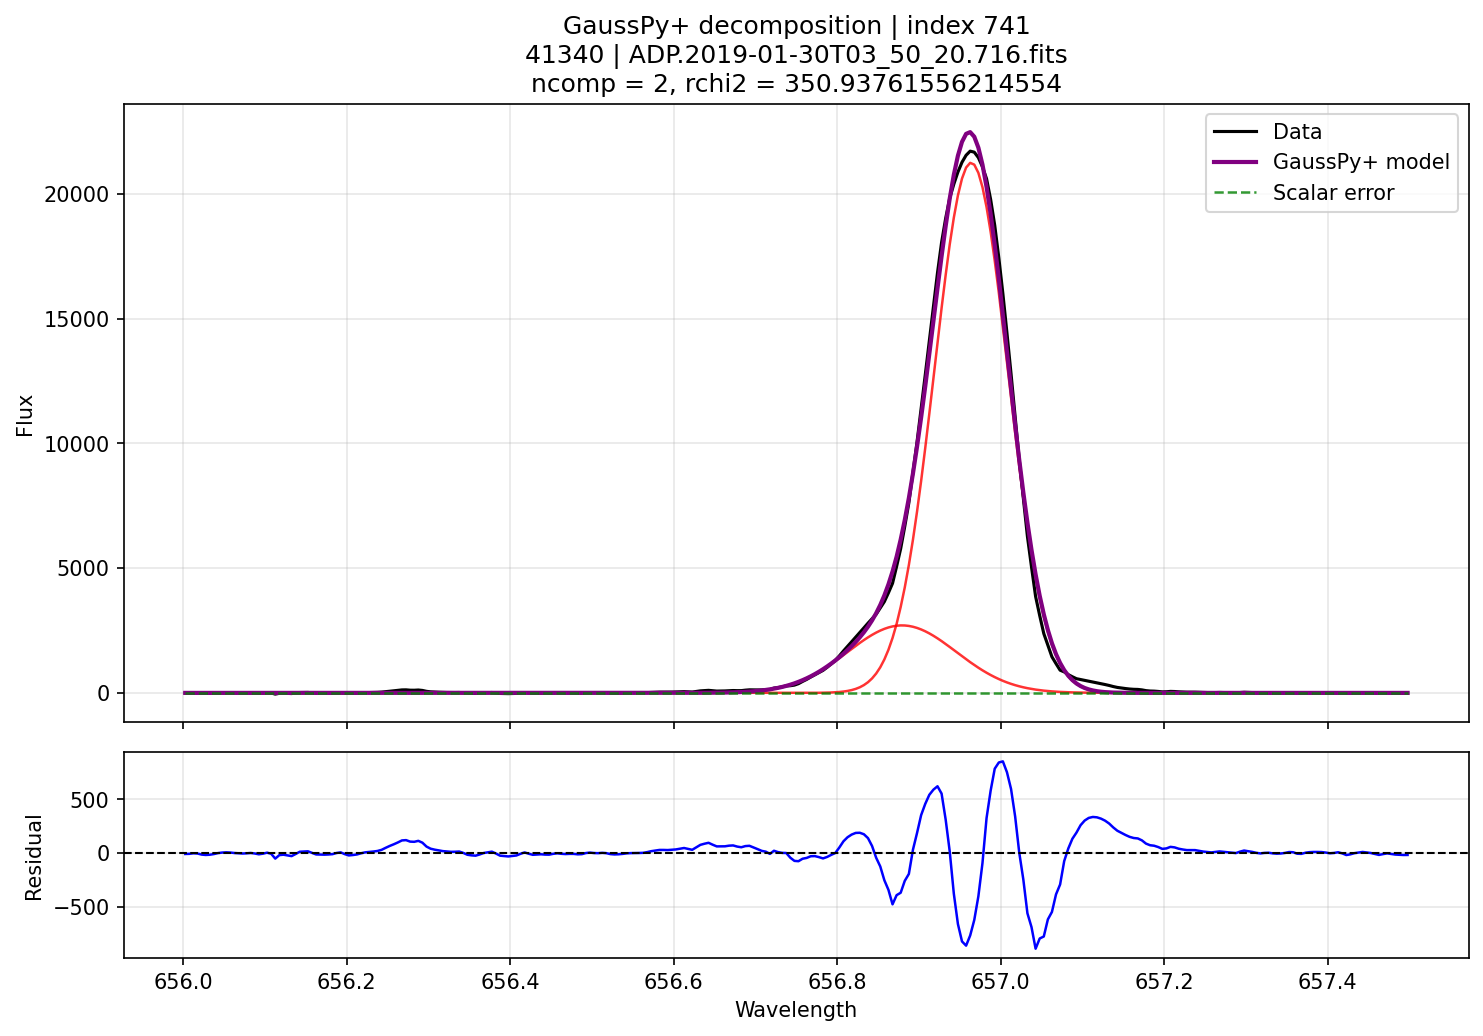 GaussPy+ decomposition | index 741
41340 | ADP.2019-01-30T03_50_20.716.fits
ncomp = 2, rchi2 = 350.93761556214554
Data
GaussPy+ model
Scalar error
Flux
20000
15000
10000
5000
0
Residual
500
0
−500
656.0 656.2 656.4 656.6 656.8 657.0 657.2 657.4
Wavelength